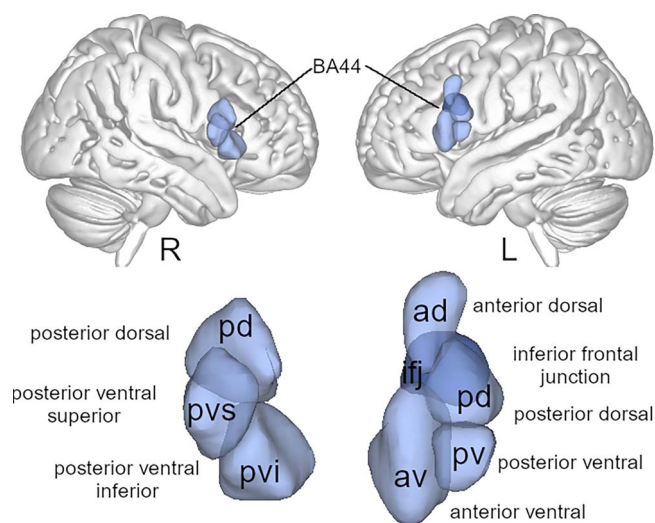 BA44
R
L
posterior dorsal
posterior ventral
superior
posterior ventral
inferior
pd
pvs
pvi
ad
ifj
pd
pv
av
anterior dorsal
inferior frontal
junction
posterior dorsal
posterior ventral
anterior ventral